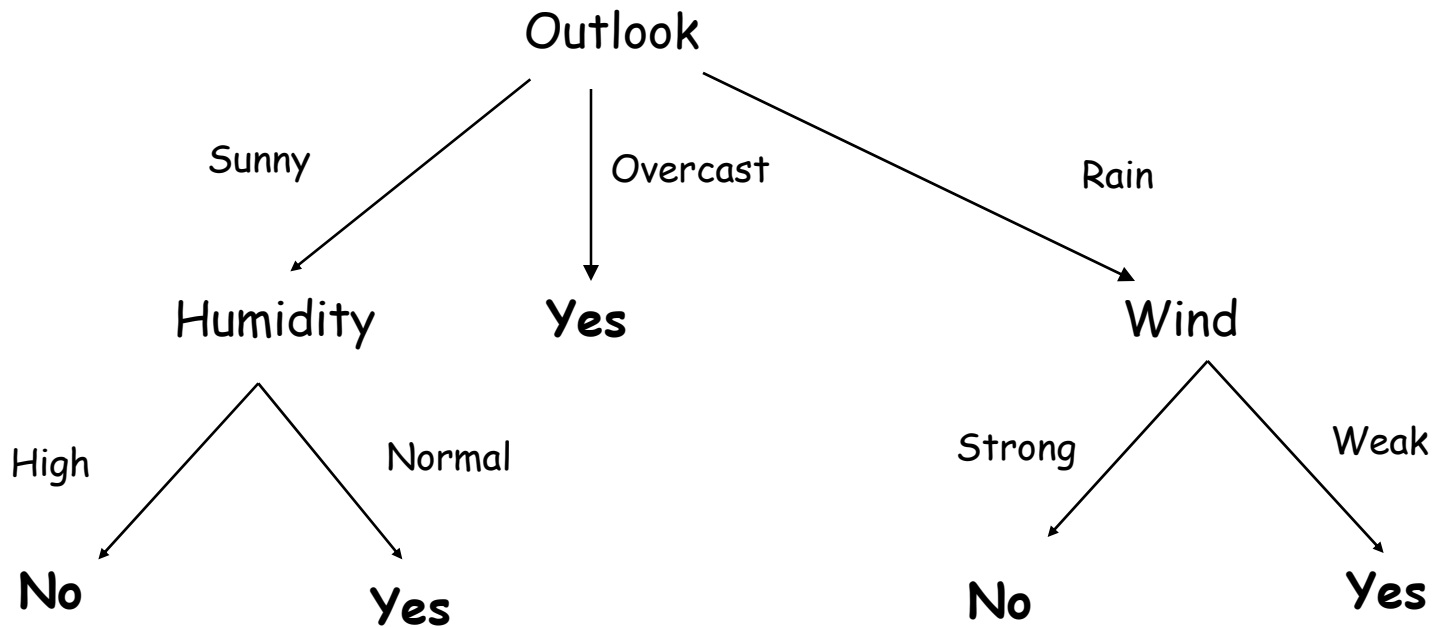 Outlook
Sunny
Overcast
Rain
Humidity
Yes
Wind
High
Normal
Strong
Weak
No
Yes
No
Yes